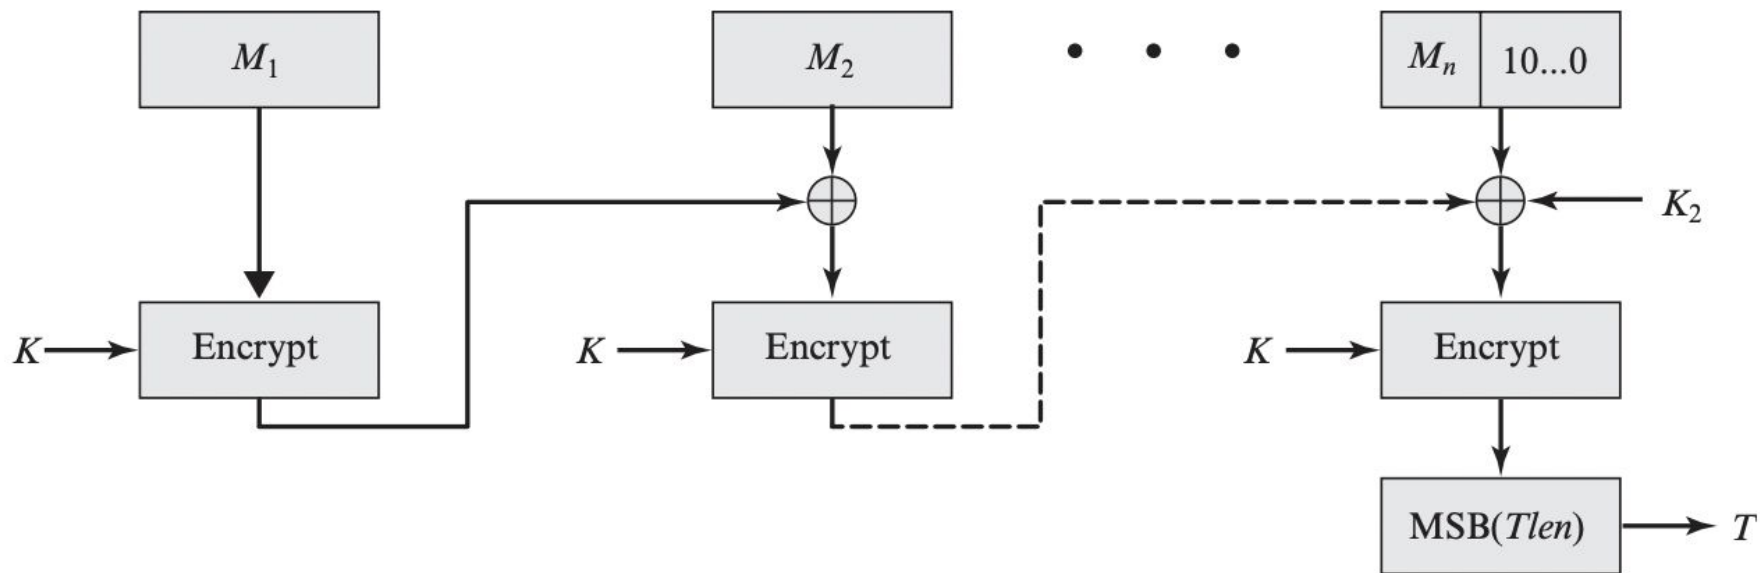 M₁
M₂
• • •
Mₙ 10...0
K₂
K Encrypt
K Encrypt
K Encrypt
MSB(Tlen) T